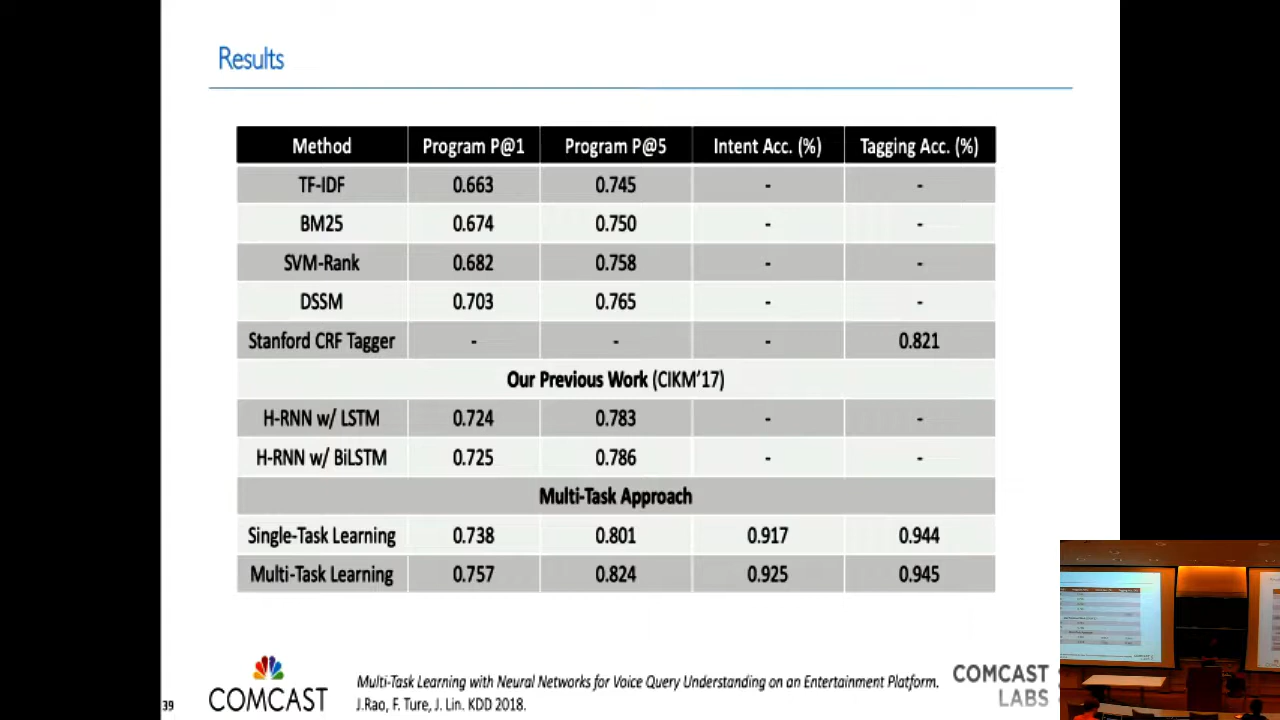 Results
Method Program P@1 Program P@5 Intent Acc. (%) Tagging Acc. (%)
TF-IDF 0.663 0.745 - -
BM25 0.674 0.750 - -
SVM-Rank 0.682 0.758 - -
DSSM 0.703 0.765 - -
Stanford CRF Tagger - - - 0.821
Our Previous Work (CIKM'17)
H-RNN w/ LSTM 0.724 0.783 - -
H-RNN w/ BiLSTM 0.725 0.786 - -
Multi-Task Approach
Single-Task Learning 0.738 0.801 0.917 0.944
Multi-Task Learning 0.757 0.824 0.925 0.945
39
COMCAST
Multi-Task Learning with Neural Networks for Voice Query Understanding on an Entertainment Platform.
J.Rao, F. Ture, J. Lin. KDD 2018.
COMCAST
LABS